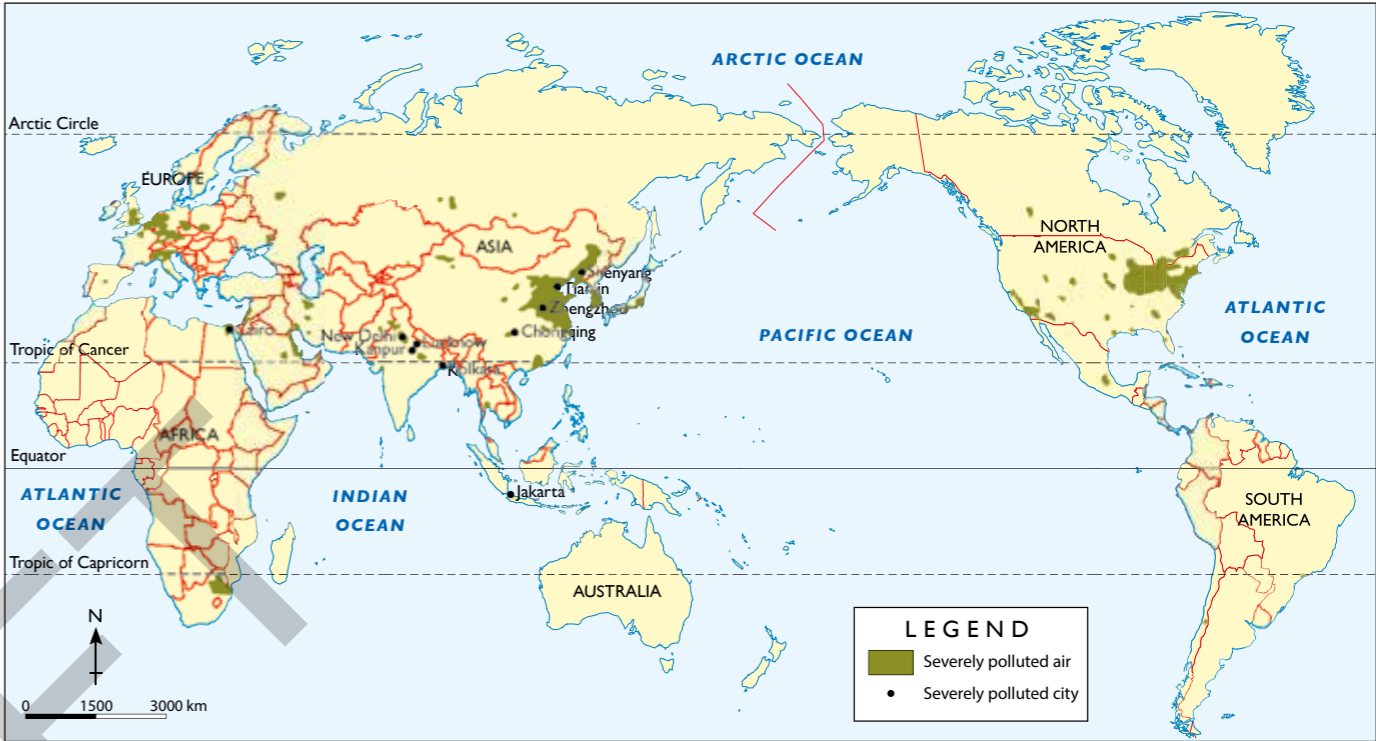 ARCTIC OCEAN
Arctic Circle
EUROPE
ASIA
NORTH
AMERICA
Shenyang
Tianjin
Zhengzhou
Chongqing
ATLANTIC
OCEAN
PACIFIC OCEAN
Cairo
New Delhi
Lucknow
Kanpur
Kolkata
Tropic of Cancer
AFRICA
Equator
ATLANTIC
OCEAN
INDIAN
OCEAN
Jakarta
SOUTH
AMERICA
Tropic of Capricorn
AUSTRALIA
N
0 1500 3000 km
LEGEND
Severely polluted air
Severely polluted city